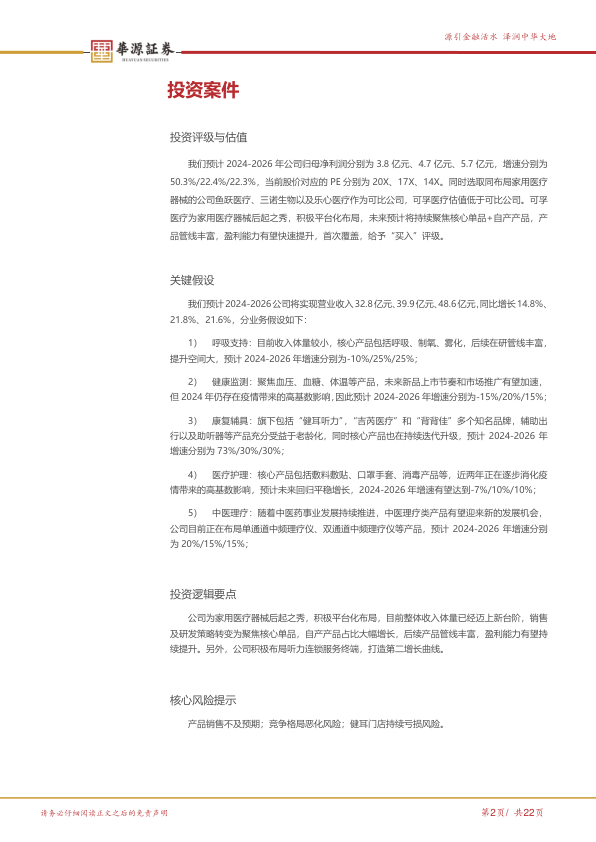 源引金融活水 泽润中华大地
華源証券
HUAYUAN SECURITIES
投资案件
投资评级与估值
我们预计 2024-2026 年公司归母净利润分别为 3.8 亿元、4.7 亿元、5.7 亿元，增速分别为
50.3%/22.4%/22.3%，当前股价对应的 PE 分别为 20X、17X、14X。同时选取同布局家用医疗
器械的公司鱼跃医疗、三诺生物以及乐心医疗作为可比公司，可孚医疗估值低于可比公司。可孚
医疗为家用医疗器械后起之秀，积极平台化布局，未来预计将持续聚焦核心单品+自产产品，产
品管线丰富，盈利能力有望快速提升，首次覆盖，给予“买入”评级。
关键假设
我们预计 2024-2026 公司将实现营业收入 32.8 亿元、39.9 亿元、48.6 亿元，同比增长 14.8%、
21.8%、21.6%，分业务假设如下：
1） 呼吸支持：目前收入体量较小，核心产品包括呼吸、制氧、雾化，后续在研管线丰富，
提升空间大，预计 2024-2026 年增速分别为-10%/25%/25%；
2） 健康监测：聚焦血压、血糖、体温等产品，未来新品上市节奏和市场推广有望加速，
但 2024 年仍存在疫情带来的高基数影响，因此预计 2024-2026 年增速分别为-15%/20%/15%；
3） 康复辅具：旗下包括“健耳听力”，“吉芮医疗”和“背背佳”多个知名品牌，辅助出
行以及助听器等产品充分受益于老龄化，同时核心产品也在持续迭代升级，预计 2024-2026 年
增速分别为 73%/30%/30%；
4） 医疗护理：核心产品包括敷料敷贴、口罩手套、消毒产品等，近两年正在逐步消化疫
情带来的高基数影响，预计未来回归平稳增长，2024-2026 年增速有望达到-7%/10%/10%；
5） 中医理疗：随着中医药事业发展持续推进，中医理疗类产品有望迎来新的发展机会，
公司目前正在布局单通道中频理疗仪、双通道中频理疗仪等产品，预计 2024-2026 年增速分别
为 20%/15%/15%；
投资逻辑要点
公司为家用医疗器械后起之秀，积极平台化布局，目前整体收入体量已经迈上新台阶，销售
及研发策略转变为聚焦核心单品，自产产品占比大幅增长，后续产品管线丰富，盈利能力有望持
续提升。另外，公司积极布局听力连锁服务终端，打造第二增长曲线。
核心风险提示
产品销售不及预期；竞争格局恶化风险；健耳门店持续亏损风险。
请务必仔细阅读正文之后的免责声明
第2页/ 共22页